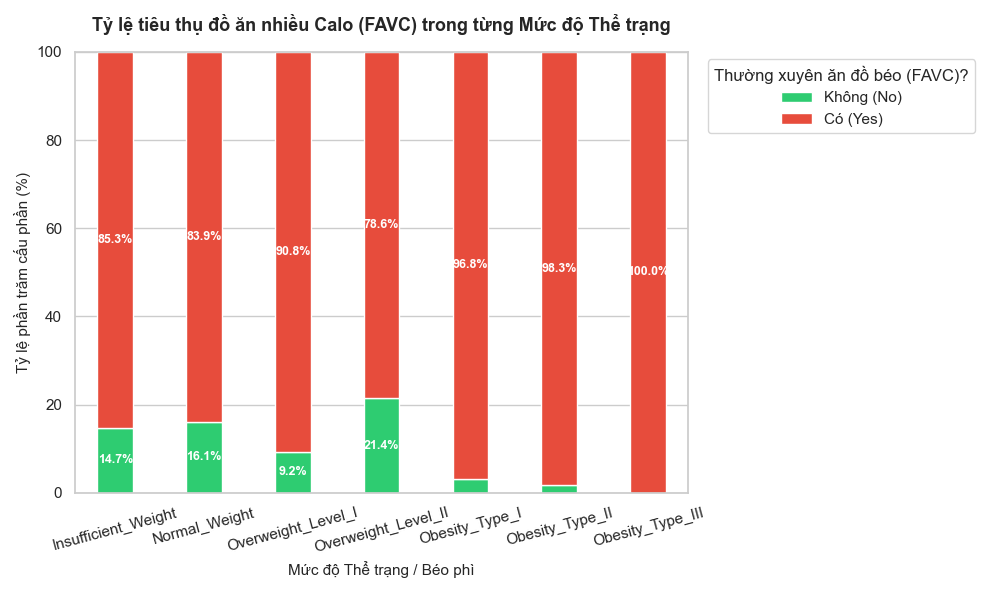 Tỷ lệ tiêu thụ đồ ăn nhiều Calo (FAVC) trong từng Mức độ Thể trạng
Thường xuyên ăn đồ béo (FAVC)?
Không (No)
Có (Yes)
Tỷ lệ phần trăm cấu phần (%)
100
80
60
40
20
0
85.3%
83.9%
90.8%
78.6%
96.8%
98.3%
100.0%
14.7%
16.1%
9.2%
21.4%
Insufficient_Weight
Normal_Weight
Overweight_Level_I
Overweight_Level_II
Obesity_Type_I
Obesity_Type_II
Obesity_Type_III
Mức độ Thể trạng / Béo phì